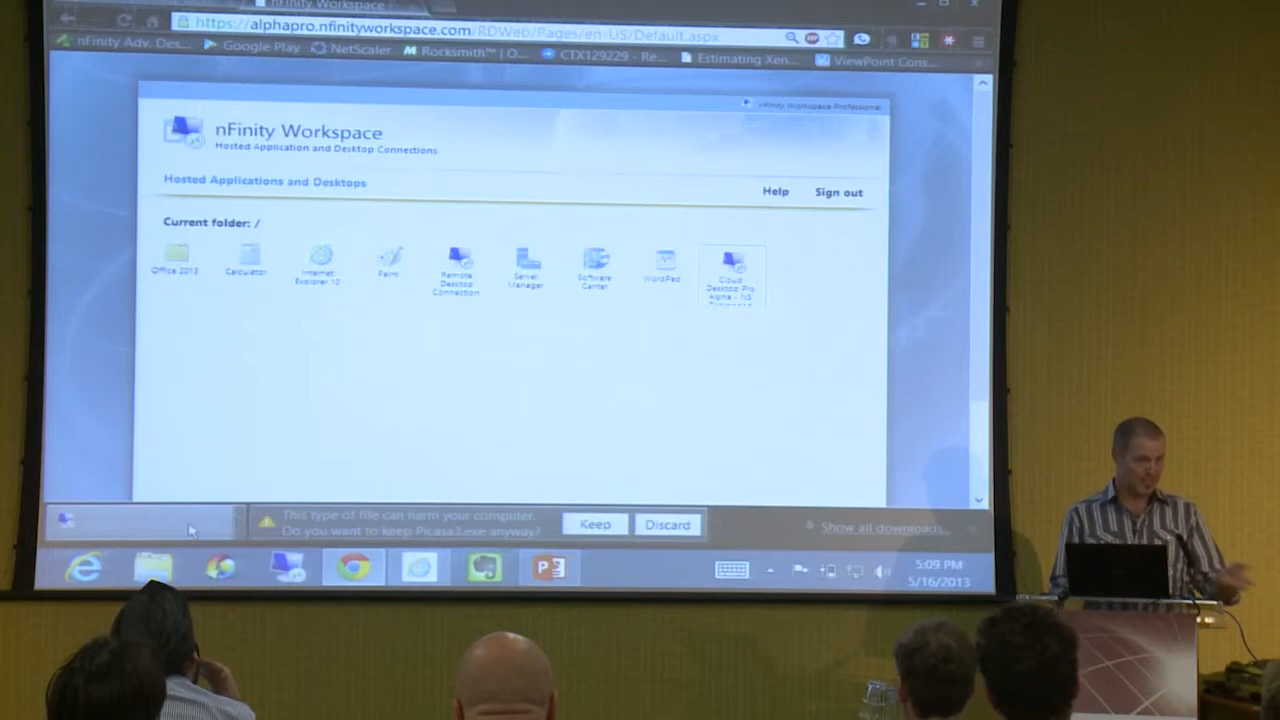 nFinity Workspace
https://alphapro.nfinityworkspace.com/RDWeb/Pages/en-US/Default.aspx
nFinity Adv. Des... Google Play NetScaler Rocksmith™ | O... CTX129229 - Re... Estimating Xen... ViewPoint Cons...
nFinity Workspace Professional
nFinity Workspace
Hosted Application and Desktop Connections
Hosted Applications and Desktops
Help Sign out
Current folder: /
Office 2013
Calculator
Internet
Explorer 10
Paint
Remote
Desktop
Connection
Server
Manager
Software
Center
WordPad
Cloud
Desktop Pro
Alpha - NS
This type of file can harm your computer.
Do you want to keep Picasa3.exe anyway?
Keep Discard
Show all downloads...
5:09 PM
5/16/2013